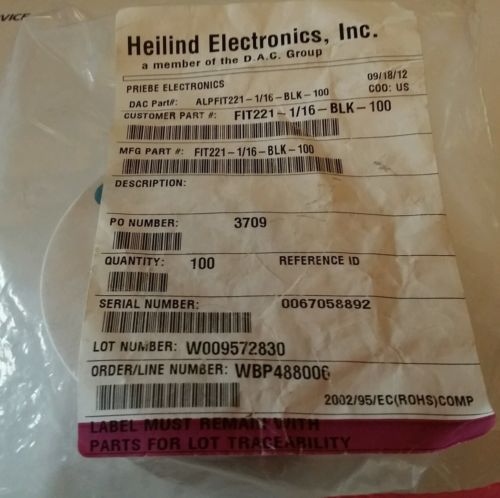 Heilind Electronics, Inc.
a member of the D.A.C. Group
PRIEBE ELECTRONICS 09/18/12
DAC Part#: ALPFIT221-1/16-BLK-100 COO: US
CUSTOMER PART #: FIT221-1/16-BLK-100
MFG PART #: FIT221-1/16-BLK-100
DESCRIPTION:
PO NUMBER: 3709
QUANTITY: 100 REFERENCE ID
SERIAL NUMBER: 0067058892
LOT NUMBER: W009572830
ORDER/LINE NUMBER: WBP488006
2002/95/EC(ROHS)COMP
LABEL MUST REMAIN WITH
PARTS FOR LOT TRACEABILITY